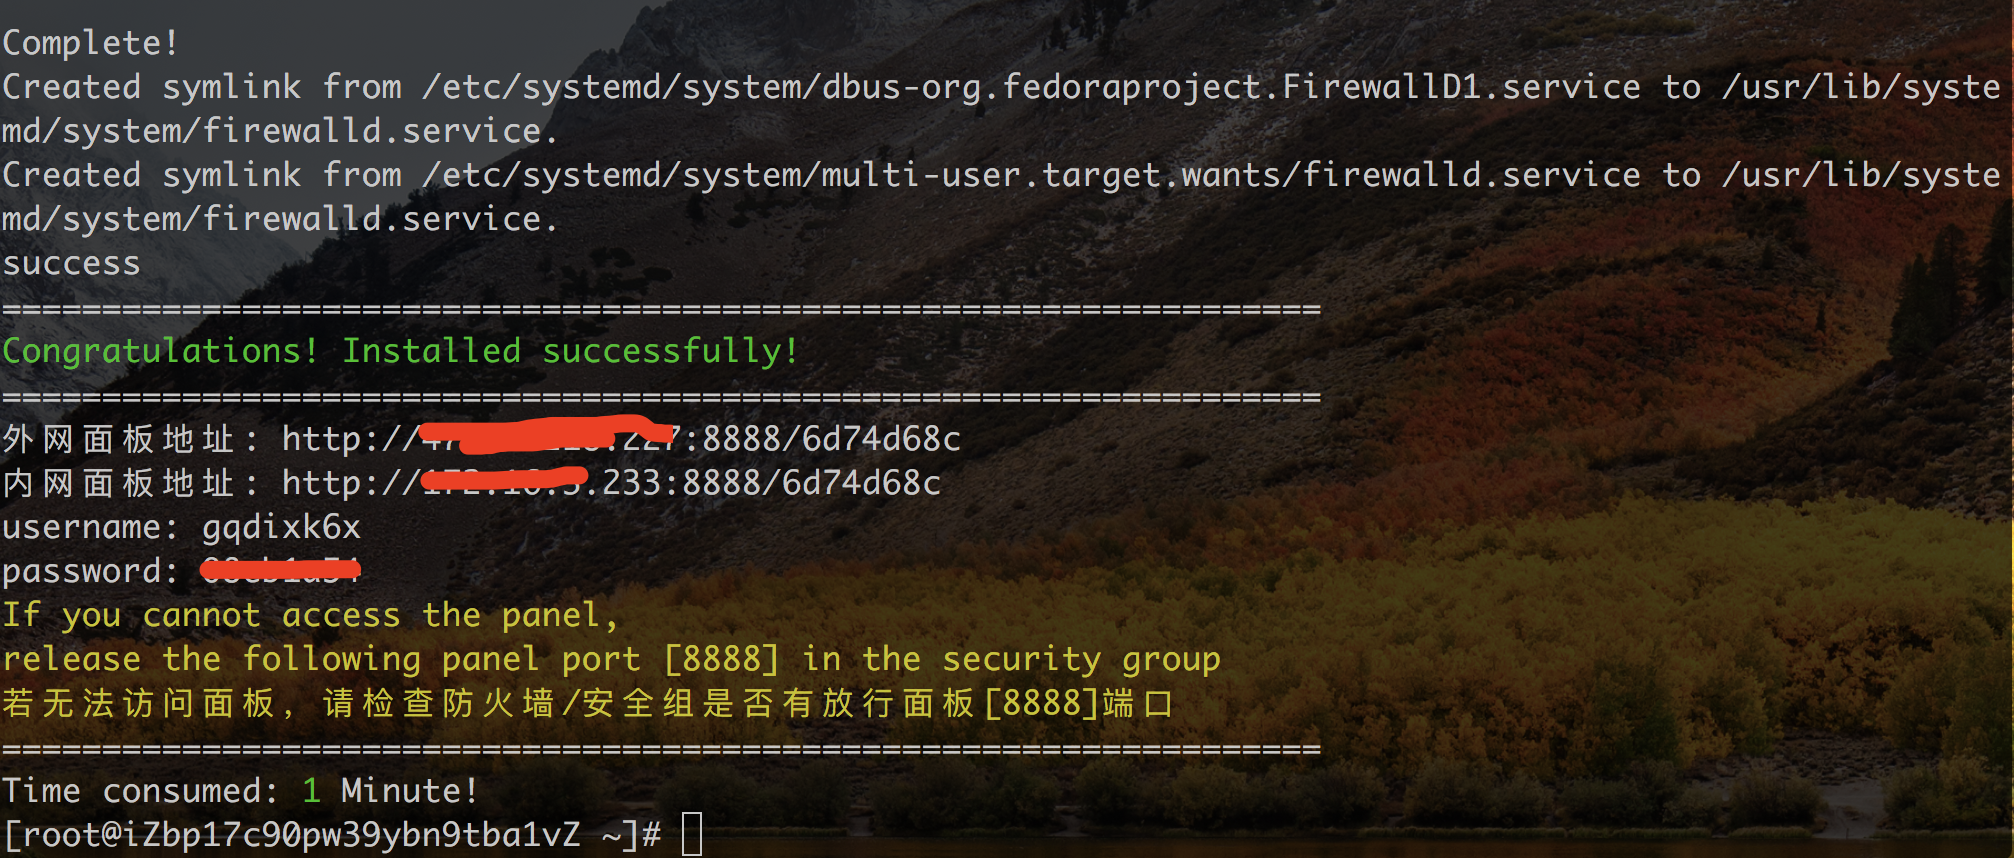 Complete!
Created symlink from /etc/systemd/system/dbus-org.fedoraproject.FirewallD1.service to /usr/lib/syste
md/system/firewalld.service.
Created symlink from /etc/systemd/system/multi-user.target.wants/firewalld.service to /usr/lib/syste
md/system/firewalld.service.
success
==================================================================
Congratulations! Installed successfully!
==================================================================
外网面板地址: http:// :8888/6d74d68c
内网面板地址: http:// .233:8888/6d74d68c
username: gqdixk6x
password:
If you cannot access the panel,
release the following panel port [8888] in the security group
若无法访问面板，请检查防火墙/安全组是否有放行面板[8888]端口
==================================================================
Time consumed: 1 Minute!
[root@iZbp17c90pw39ybn9tba1vZ ~]#